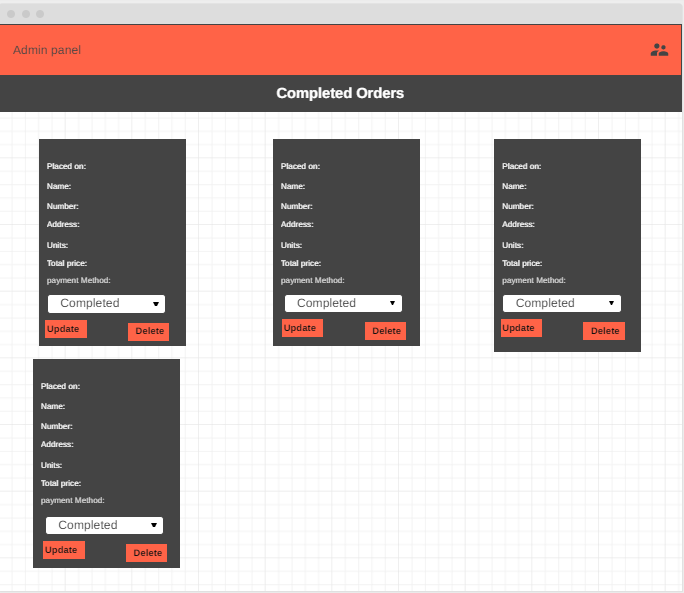 Admin panel
Completed Orders
Placed on:
Name:
Number:
Address:
Units:
Total price:
payment Method:
Completed
Update
Delete
Placed on:
Name:
Number:
Address:
Units:
Total price:
payment Method:
Completed
Update
Delete
Placed on:
Name:
Number:
Address:
Units:
Total price:
payment Method:
Completed
Update
Delete
Placed on:
Name:
Number:
Address:
Units:
Total price:
payment Method:
Completed
Update
Delete